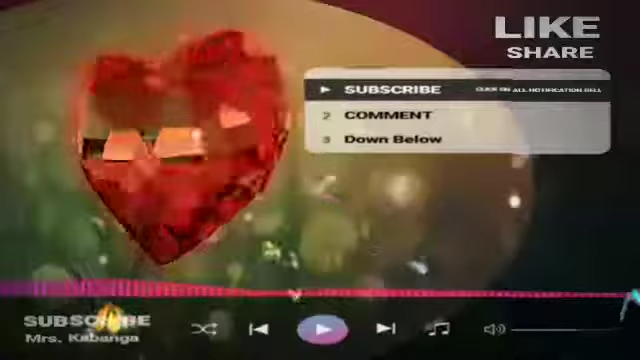 LIKE
SHARE
SUBSCRIBE CLICK ON ALL NOTIFICATION BELL
2 COMMENT
3 Down Below
SUBSCRIBE
Mrs. Kabanga